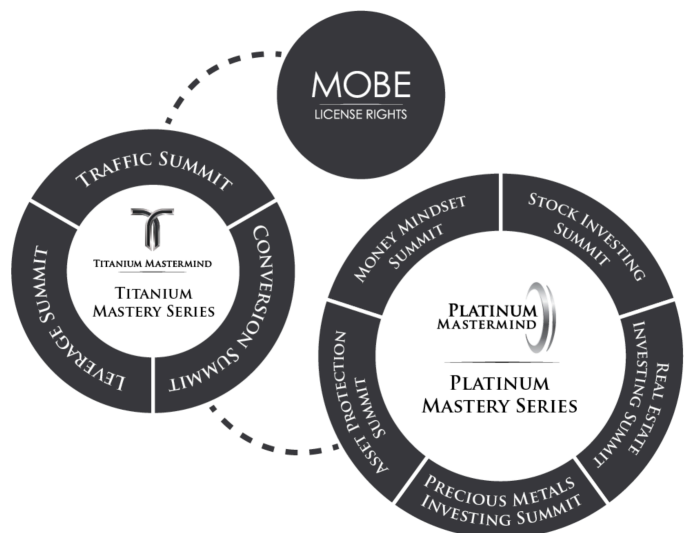 MOBE
LICENSE RIGHTS
TRAFFIC SUMMIT
CONVERSION SUMMIT
LEVERAGE SUMMIT
TITANIUM MASTERMIND
TITANIUM
MASTERY SERIES
MONEY MINDSET
SUMMIT
STOCK INVESTING
SUMMIT
REAL ESTATE
INVESTING SUMMIT
PRECIOUS METALS
INVESTING SUMMIT
ASSET PROTECTION
SUMMIT
PLATINUM
MASTERMIND
PLATINUM
MASTERY SERIES